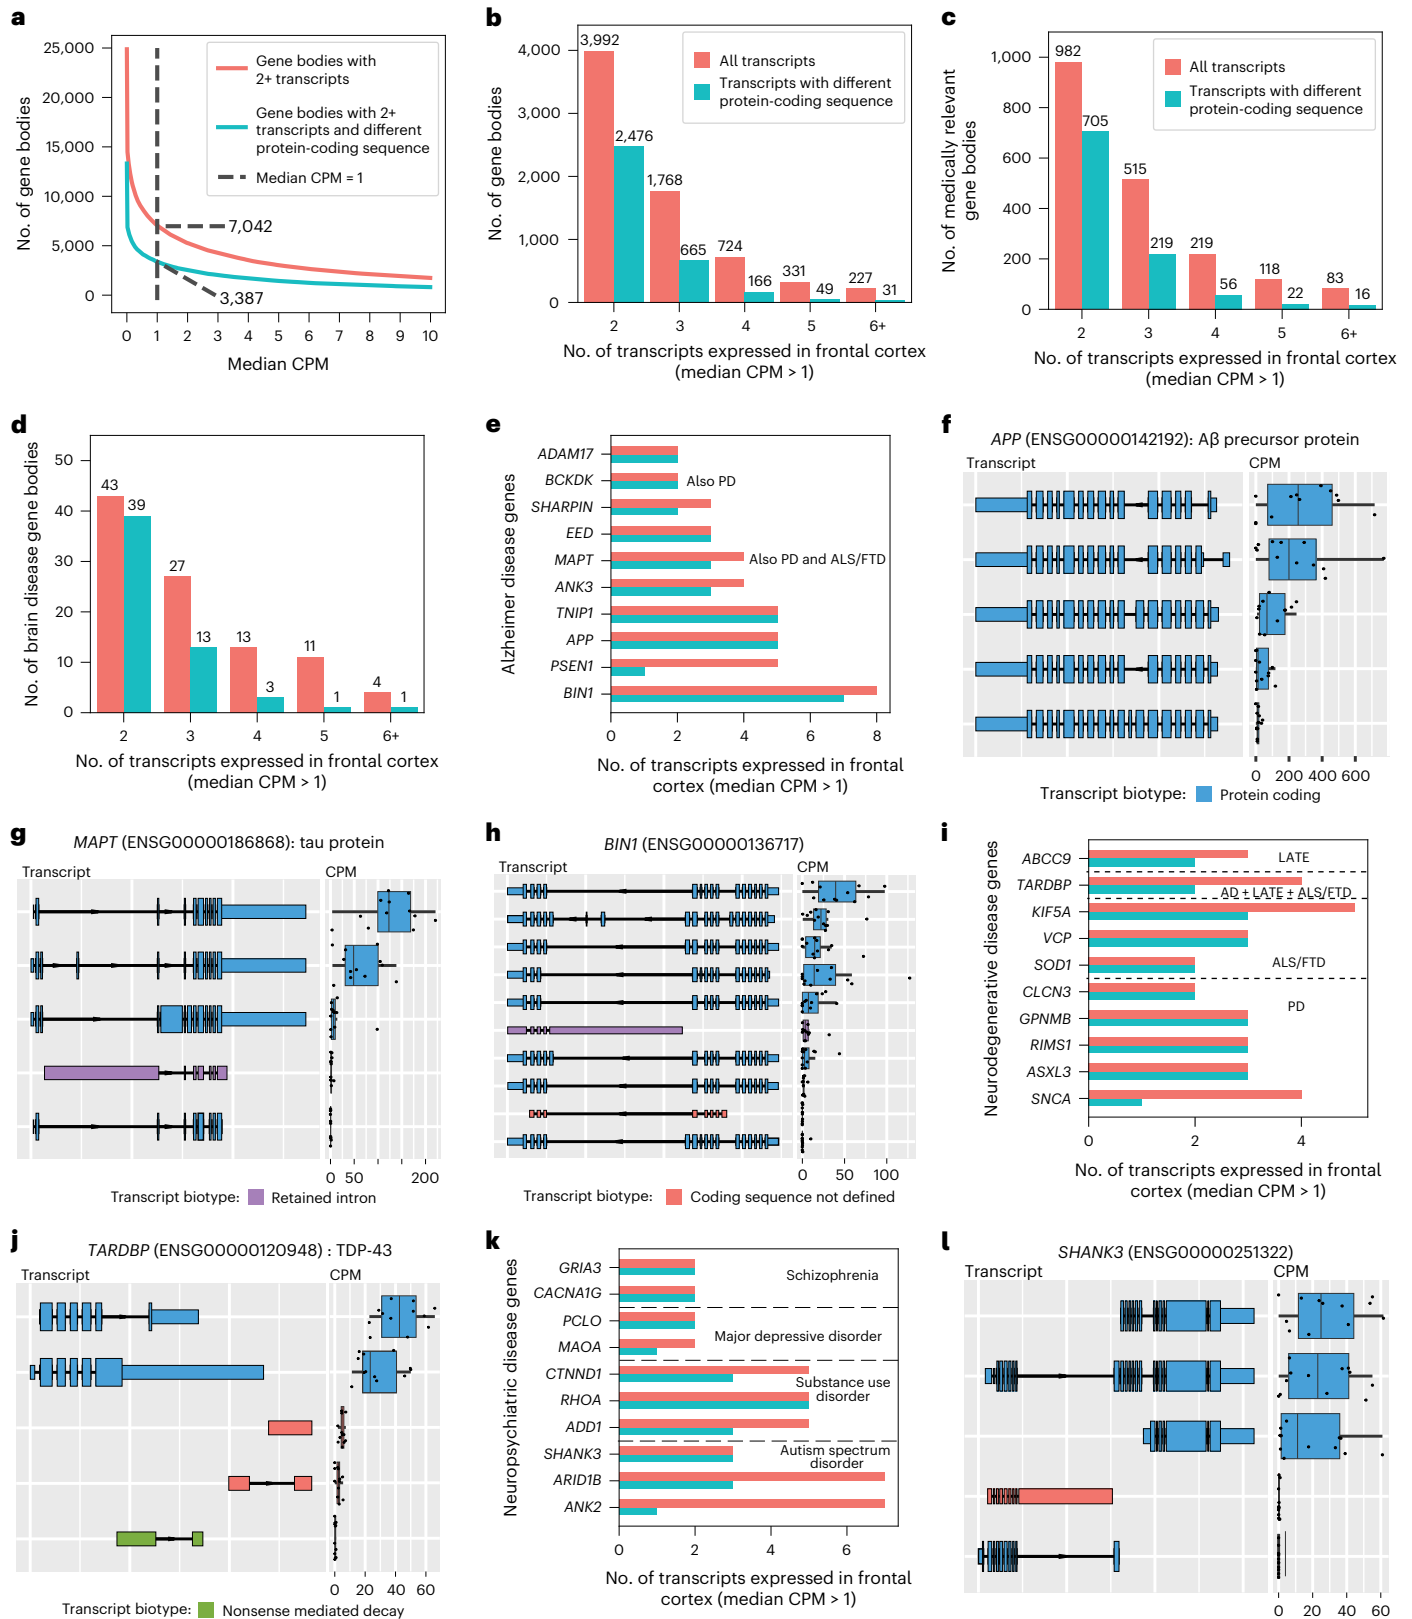 a
25,000
20,000
15,000
10,000
5,000
0
No. of gene bodies
Gene bodies with
2+ transcripts
Gene bodies with 2+
transcripts and different
protein-coding sequence
Median CPM = 1
7,042
3,387
0 1 2 3 4 5 6 7 8 9 10
Median CPM
b
4,000
3,000
2,000
1,000
0
No. of gene bodies
All transcripts
Transcripts with different
protein-coding sequence
3,992
2,476
1,768
665
724
166
331
49
227
31
2 3 4 5 6+
No. of transcripts expressed in frontal cortex
(median CPM > 1)
c
1,000
800
600
400
200
0
No. of medically relevant
gene bodies
All transcripts
Transcripts with different
protein-coding sequence
982
705
515
219
219
56
118
22
83
16
2 3 4 5 6+
No. of transcripts expressed in frontal cortex
(median CPM > 1)
d
50
40
30
20
10
0
No. of brain disease gene bodies
43
39
27
13
13
3
11
1
4
1
2 3 4 5 6+
No. of transcripts expressed in frontal cortex
(median CPM > 1)
e
Alzheimer disease genes
ADAM17
BCKDK
Also PD
SHARPIN
EED
MAPT
Also PD and ALS/FTD
ANK3
TNIP1
APP
PSEN1
BIN1
0 2 4 6 8
No. of transcripts expressed in frontal
cortex (median CPM > 1)
f
APP (ENSG00000142192): Aβ precursor protein
Transcript
CPM
0 200 400 600
Transcript biotype: Protein coding
g
MAPT (ENSG00000186868): tau protein
Transcript
CPM
0 50 200
Transcript biotype: Retained intron
h
BIN1 (ENSG00000136717)
Transcript
CPM
0 50 100
Transcript biotype: Coding sequence not defined
i
Neurodegenerative disease genes
ABCC9
LATE
TARDBP
AD + LATE + ALS/FTD
KIF5A
VCP
SOD1
ALS/FTD
CLCN3
PD
GPNMB
RIMS1
ASXL3
SNCA
0 2 4
No. of transcripts expressed in frontal
cortex (median CPM > 1)
j
TARDBP (ENSG00000120948) : TDP-43
Transcript
CPM
0 20 40 60
Transcript biotype: Nonsense mediated decay
k
Neuropsychiatric disease genes
GRIA3
Schizophrenia
CACNA1G
PCLO
Major depressive disorder
MAOA
CTNND1
Substance use
disorder
RHOA
ADD1
SHANK3
Autism spectrum
disorder
ARID1B
ANK2
0 2 4 6
No. of transcripts expressed in frontal
cortex (median CPM > 1)
l
SHANK3 (ENSG00000251322)
Transcript
CPM
0 20 40 60